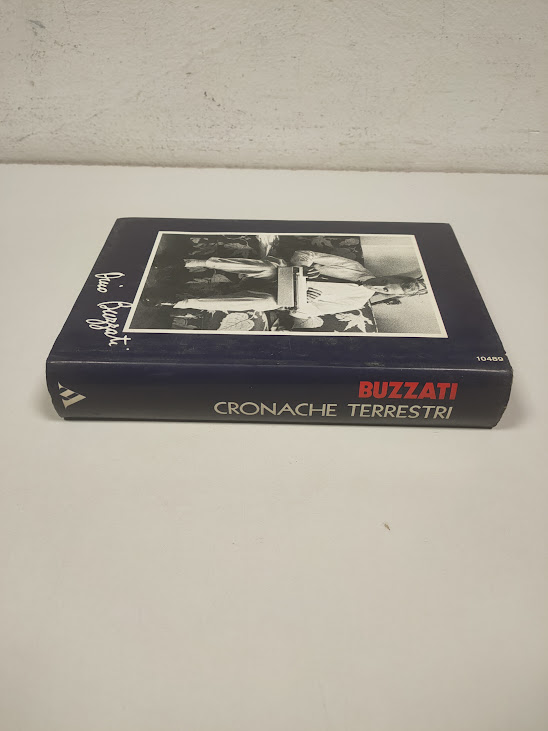 Dino Buzzati
10489
BUZZATI
CRONACHE TERRESTRI